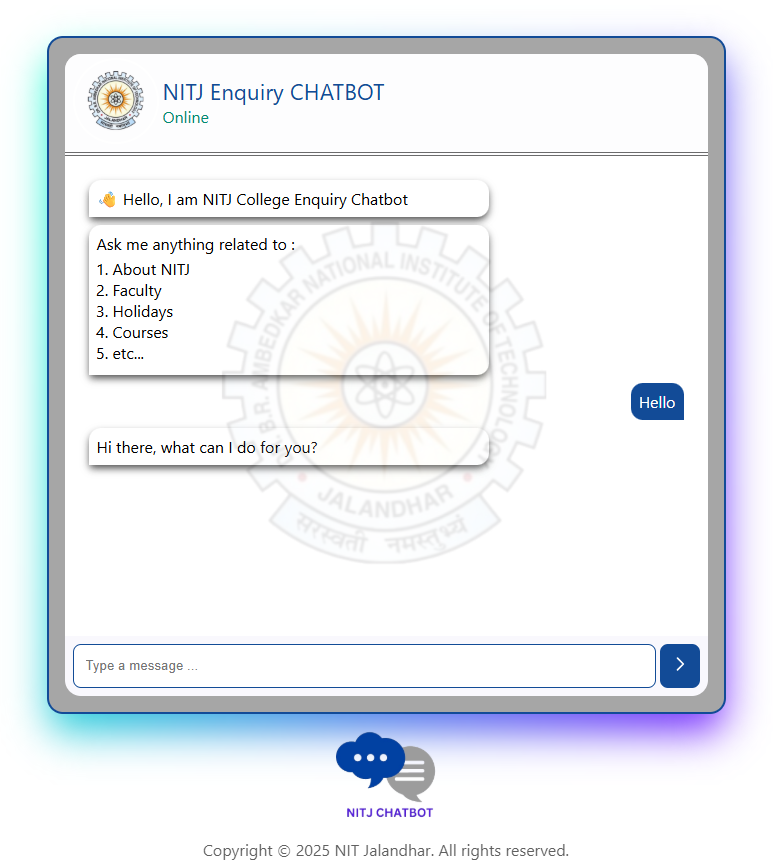 NITJ Enquiry CHATBOT
Online
👋 Hello, I am NITJ College Enquiry Chatbot
Ask me anything related to :
1. About NITJ
2. Faculty
3. Holidays
4. Courses
5. etc...
Hello
Hi there, what can I do for you?
B.R. AMBEDKAR NATIONAL INSTITUTE OF TECHNOLOGY
JALANDHAR
सरस्वती नमस्तुभ्यं
Type a message ...
NITJ CHATBOT
Copyright © 2025 NIT Jalandhar. All rights reserved.